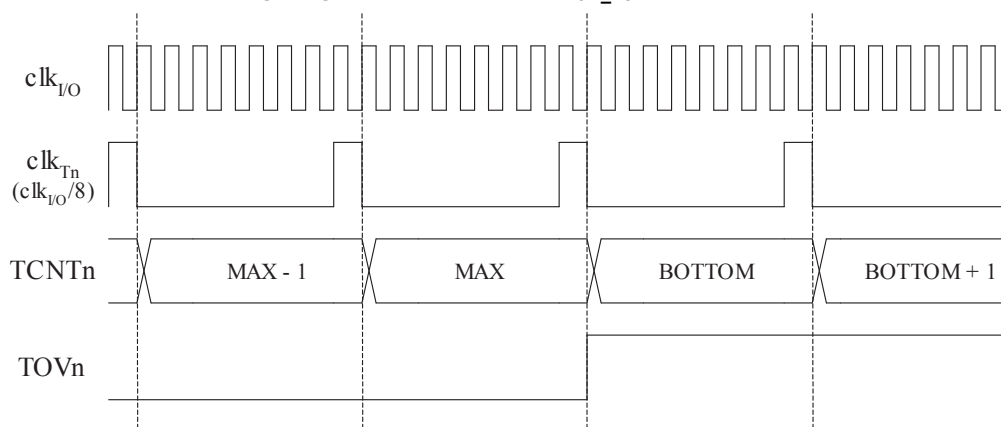 clkI/O
clkTn
(clkI/O/8)
TCNTn
MAX - 1
MAX
BOTTOM
BOTTOM + 1
TOVn